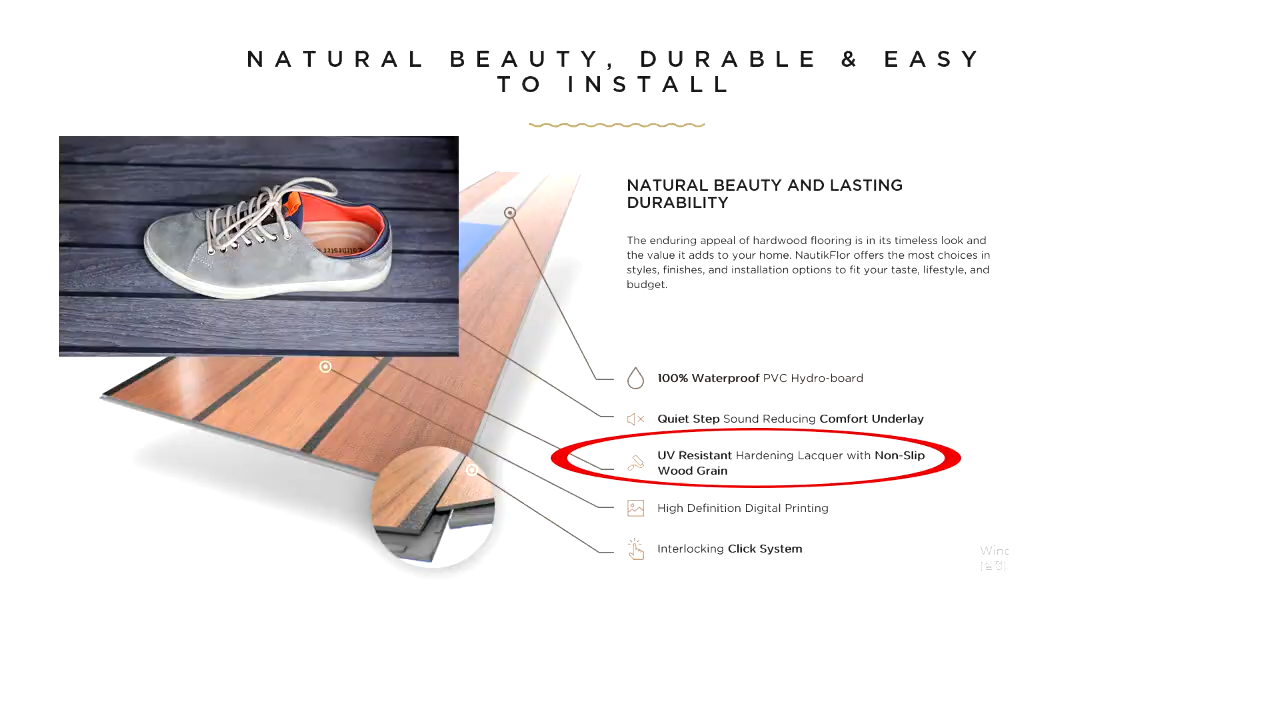 NATURAL BEAUTY, DURABLE & EASY
TO INSTALL
NATURAL BEAUTY AND LASTING
DURABILITY
The enduring appeal of hardwood flooring is in its timeless look and
the value it adds to your home. NautikFlor offers the most choices in
styles, finishes, and installation options to fit your taste, lifestyle, and
budget.
100% Waterproof PVC Hydro-board
Quiet Step Sound Reducing Comfort Underlay
UV Resistant Hardening Lacquer with Non-Slip
Wood Grain
High Definition Digital Printing
Interlocking Click System